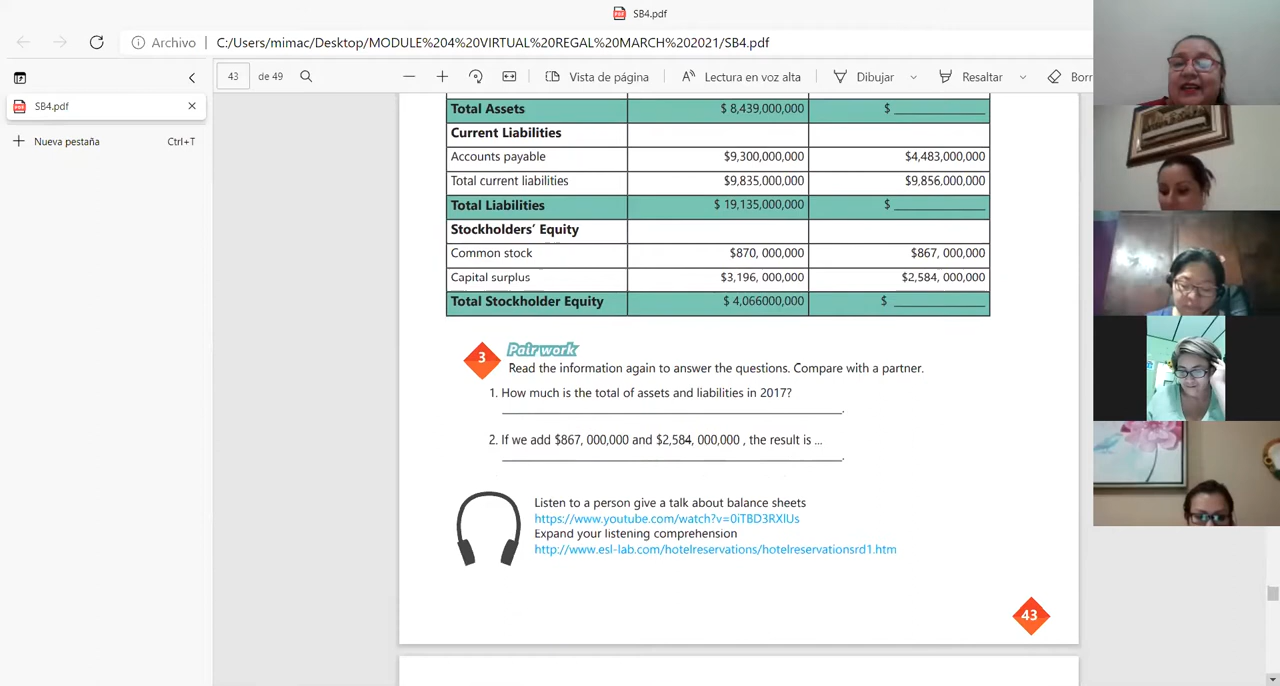 SB4.pdf
Archivo C:/Users/mimac/Desktop/MODULE%204%20VIRTUAL%20REGAL%20MARCH%202021/SB4.pdf
43 de 49 Vista de página Lectura en voz alta Dibujar Resaltar Borr
SB4.pdf
Nueva pestaña Ctrl+T
Total Assets $ 8,439,000,000 $ __________
Current Liabilities
Accounts payable $9,300,000,000 $4,483,000,000
Total current liabilities $9,835,000,000 $9,856,000,000
Total Liabilities $ 19,135,000,000 $ __________
Stockholders’ Equity
Common stock $870, 000,000 $867, 000,000
Capital surplus $3,196, 000,000 $2,584, 000,000
Total Stockholder Equity $ 4,066000,000 $ __________
3 Pair work
Read the information again to answer the questions. Compare with a partner.
1. How much is the total of assets and liabilities in 2017?
__________.
2. If we add $867, 000,000 and $2,584, 000,000 , the result is ...
__________.
Listen to a person give a talk about balance sheets
https://www.youtube.com/watch?v=0iTBD3RXlUs
Expand your listening comprehension
http://www.esl-lab.com/hotelreservations/hotelreservationsrd1.htm
43